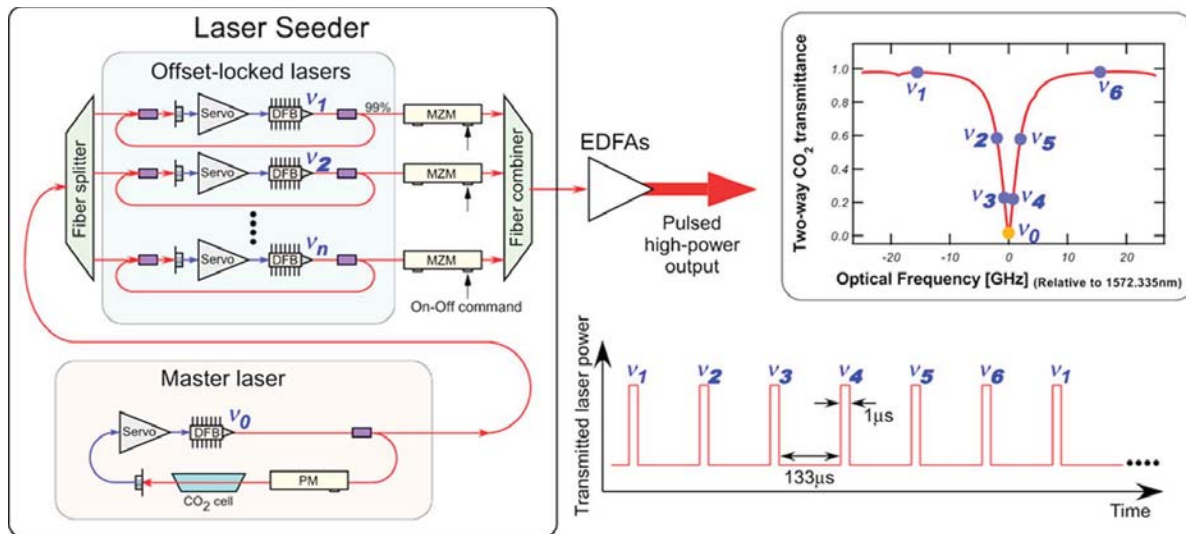 Laser Seeder
Offset-locked lasers
Fiber splitter
Servo
DFB
ν1
99%
MZM
Servo
DFB
ν2
MZM
Servo
DFB
νn
MZM
Fiber combiner
On-Off command
EDFAs
Pulsed
high-power
output
Master laser
Servo
DFB
ν0
PM
CO2 cell
Two-way CO2 transmittance
1.0
0.8
0.6
0.4
0.2
0.0
ν1
ν6
ν2
ν5
ν3
ν4
ν0
-20
-10
0
10
20
Optical Frequency [GHz] (Relative to 1572.335nm)
Transmitted laser power
ν1 ν2 ν3 ν4 ν5 ν6 ν1
1μs
133μs
Time